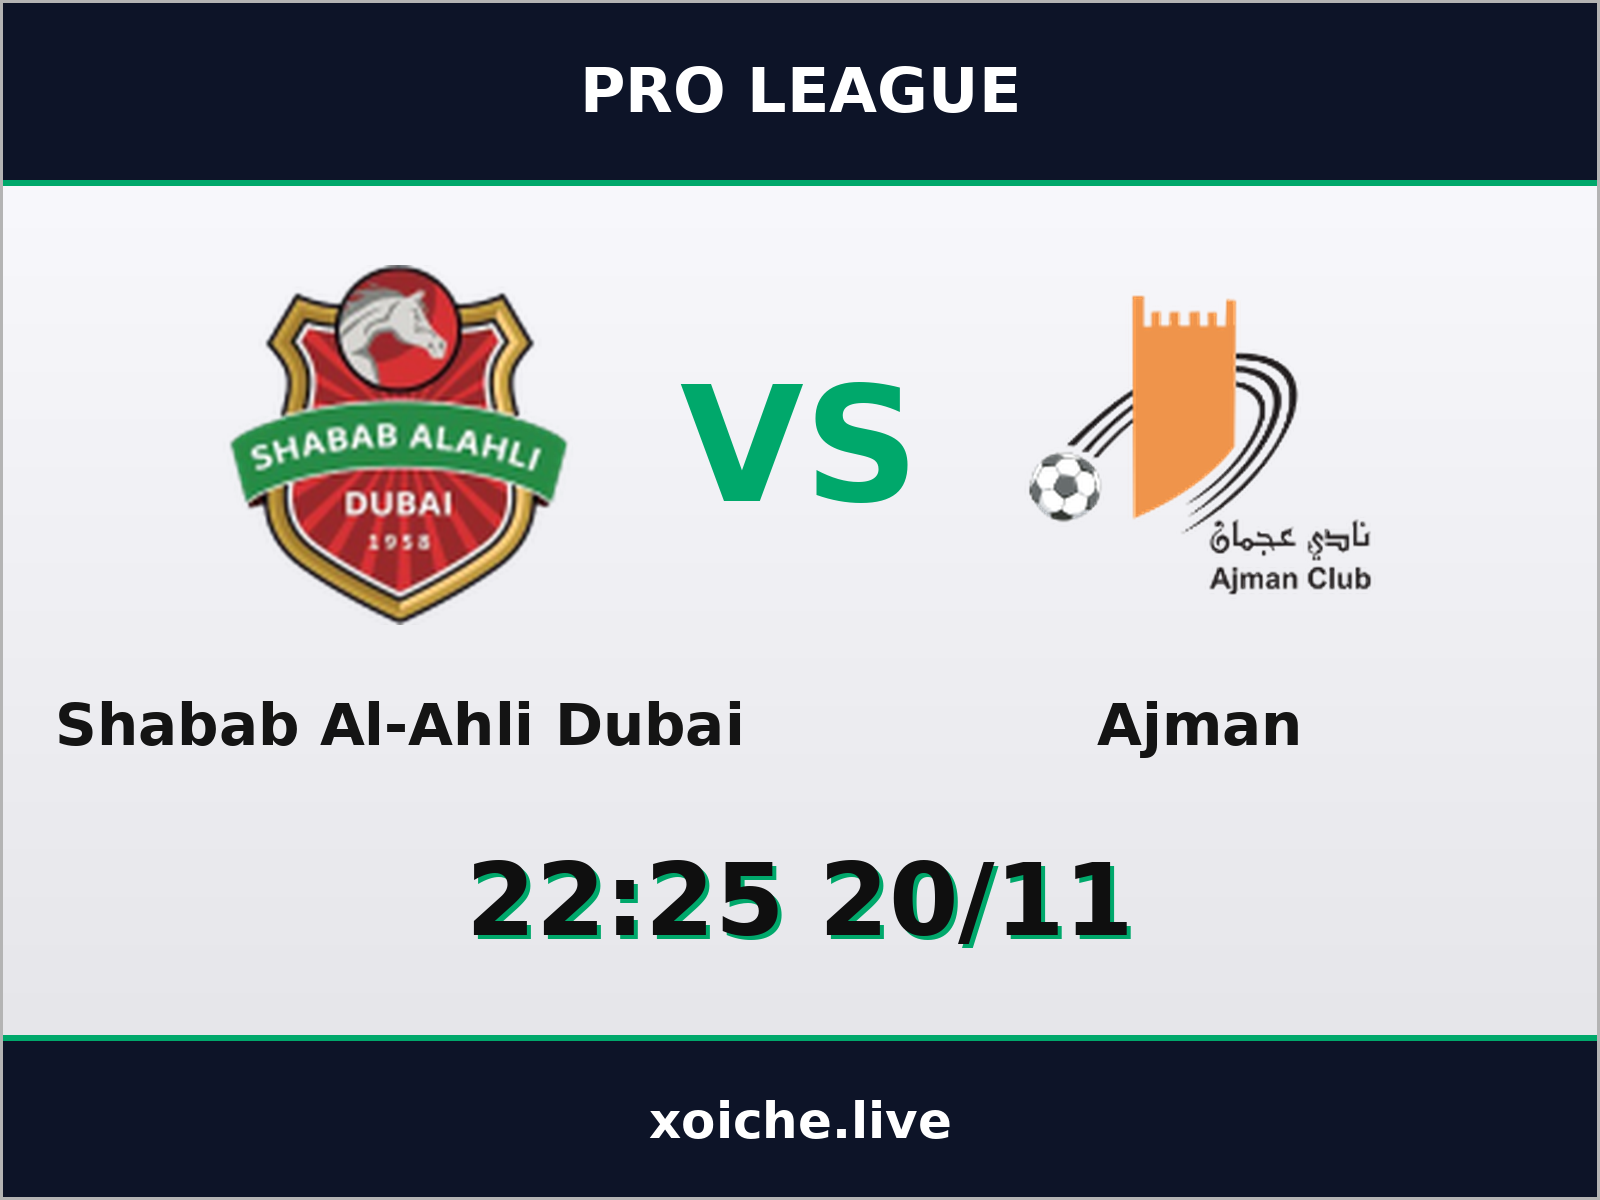 PRO LEAGUE
SHABAB ALAHLI
DUBAI
1958
VS
نادي عجمان
Ajman Club
Shabab Al-Ahli Dubai
Ajman
22:25 20/11
xoiche.live